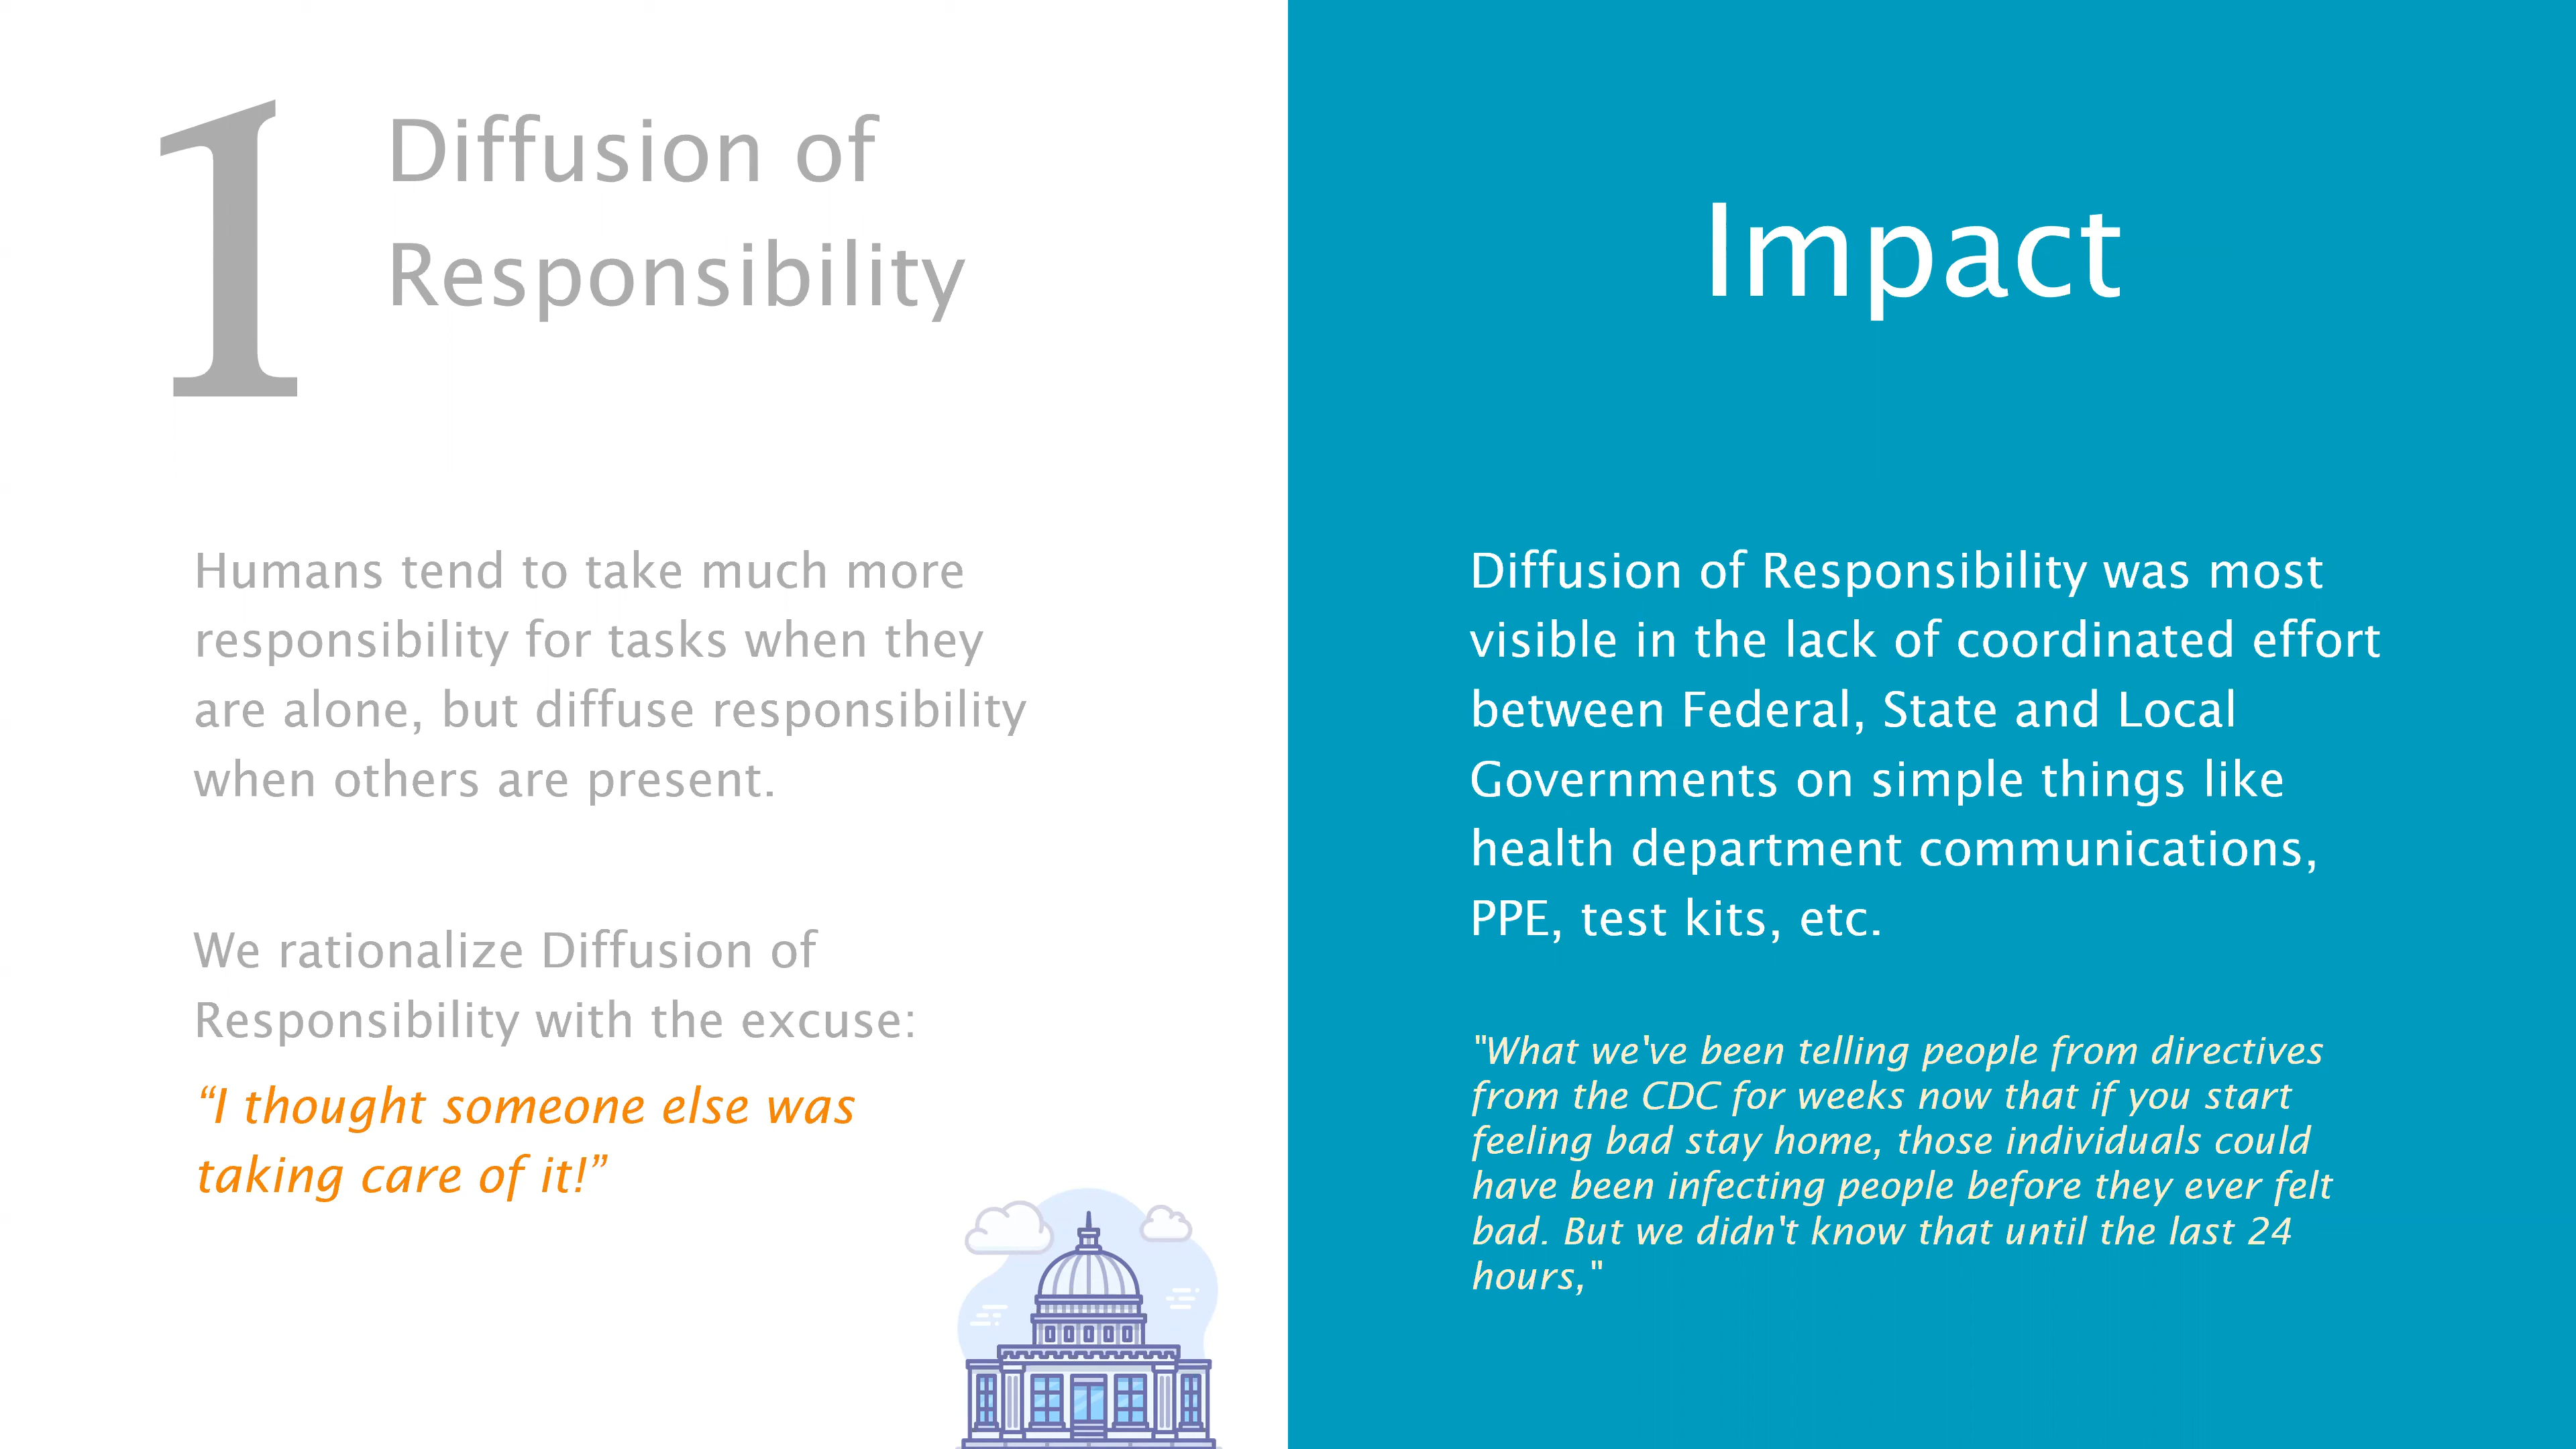 1
Diffusion of
Responsibility
Humans tend to take much more
responsibility for tasks when they
are alone, but diffuse responsibility
when others are present.
We rationalize Diffusion of
Responsibility with the excuse:
“I thought someone else was
taking care of it!”
Impact
Diffusion of Responsibility was most
visible in the lack of coordinated effort
between Federal, State and Local
Governments on simple things like
health department communications,
PPE, test kits, etc.
"What we've been telling people from directives
from the CDC for weeks now that if you start
feeling bad stay home, those individuals could
have been infecting people before they ever felt
bad. But we didn't know that until the last 24
hours,"